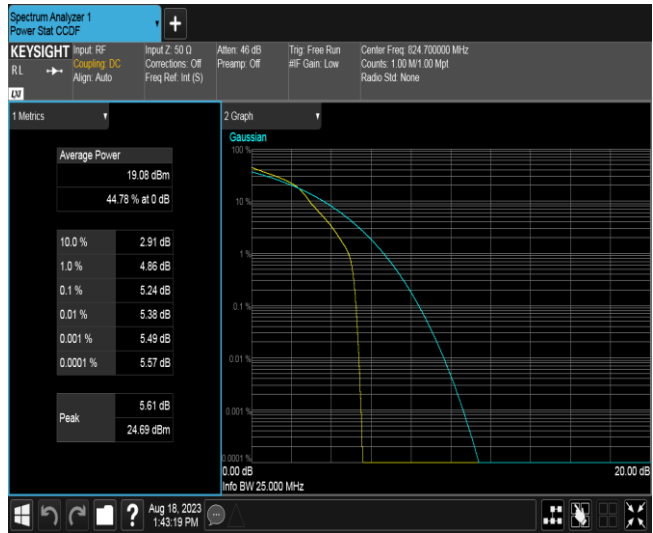 Spectrum Analyzer 1
Power Stat CCDF
+
KEYSIGHT
RL
LXI
Input: RF
Coupling: DC
Align: Auto
Input Z: 50 Ω
Corrections: Off
Freq Ref: Int (S)
Atten: 46 dB
Preamp: Off
Trig: Free Run
#IF Gain: Low
Center Freq: 824.700000 MHz
Counts: 1.00 M/1.00 Mpt
Radio Std: None
1 Metrics
Average Power
19.08 dBm
44.78 % at 0 dB
10.0 % 2.91 dB
1.0 % 4.86 dB
0.1 % 5.24 dB
0.01 % 5.38 dB
0.001 % 5.49 dB
0.0001 % 5.57 dB
Peak
5.61 dB
24.69 dBm
2 Graph
Gaussian
100 %
10 %
1 %
0.1 %
0.01 %
0.001 %
0.0001 %
0.00 dB 20.00 dB
Info BW 25.000 MHz
?
Aug 18, 2023
1:43:19 PM